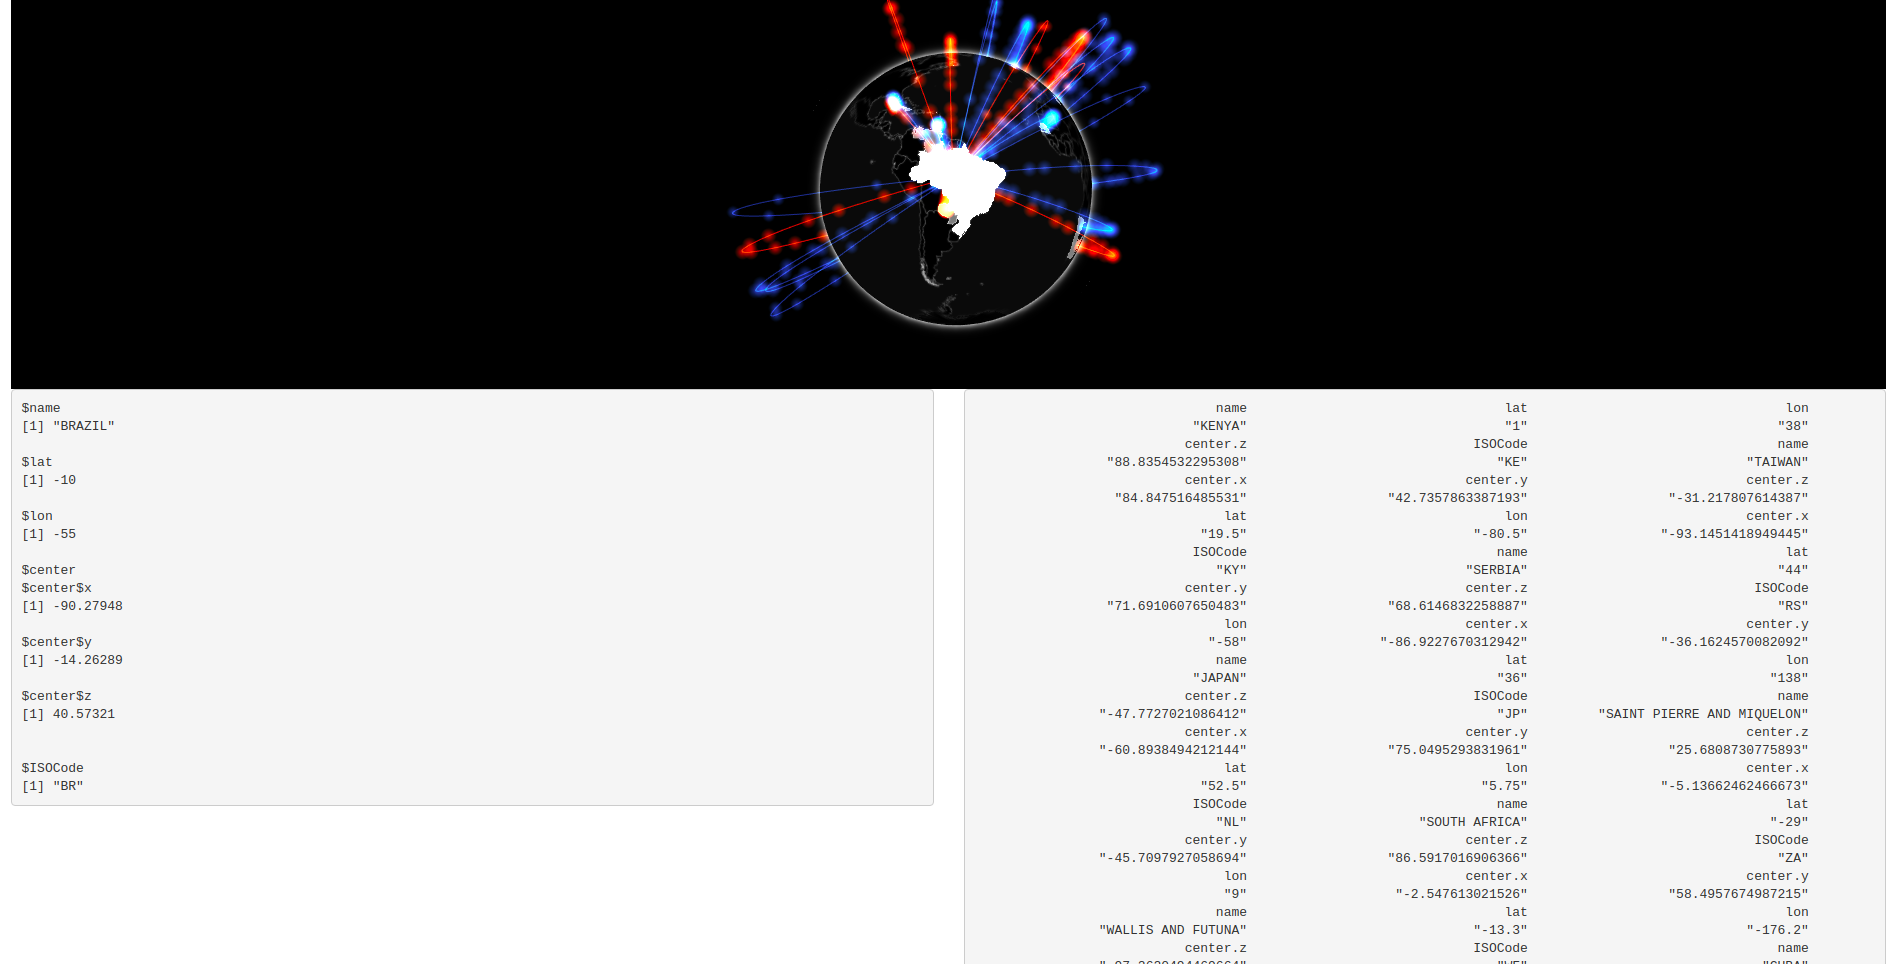 $name
[1] "BRAZIL"
$lat
[1] -10
$lon
[1] -55
$center
$center$x
[1] -90.27948
$center$y
[1] -14.26289
$center$z
[1] 40.57321
$ISOCode
[1] "BR"
name lat lon
"KENYA" "1" "38"
center.z ISOCode name
"88.8354532295308" "KE" "TAIWAN"
center.x center.y center.z
"84.847516485531" "42.7357863387193" "-31.217807614387"
lat lon center.x
"19.5" "-80.5" "-93.1451418949445"
ISOCode name lat
"KY" "SERBIA" "44"
center.y center.z ISOCode
"71.6910607650483" "68.6146832258887" "RS"
lon center.x center.y
"-58" "-86.9227670312942" "-36.1624570082092"
name lat lon
"JAPAN" "36" "138"
center.z ISOCode name
"-47.7727021086412" "JP" "SAINT PIERRE AND MIQUELON"
center.x center.y center.z
"-60.8938494212144" "75.0495293831961" "25.6808730775893"
lat lon center.x
"52.5" "5.75" "-5.13662462466673"
ISOCode name lat
"NL" "SOUTH AFRICA" "-29"
center.y center.z ISOCode
"-45.7097927058694" "86.5917016906366" "ZA"
lon center.x center.y
"9" "-2.547613021526" "58.4957674987215"
name lat lon
"WALLIS AND FUTUNA" "-13.3" "-176.2"
center.z ISOCode name